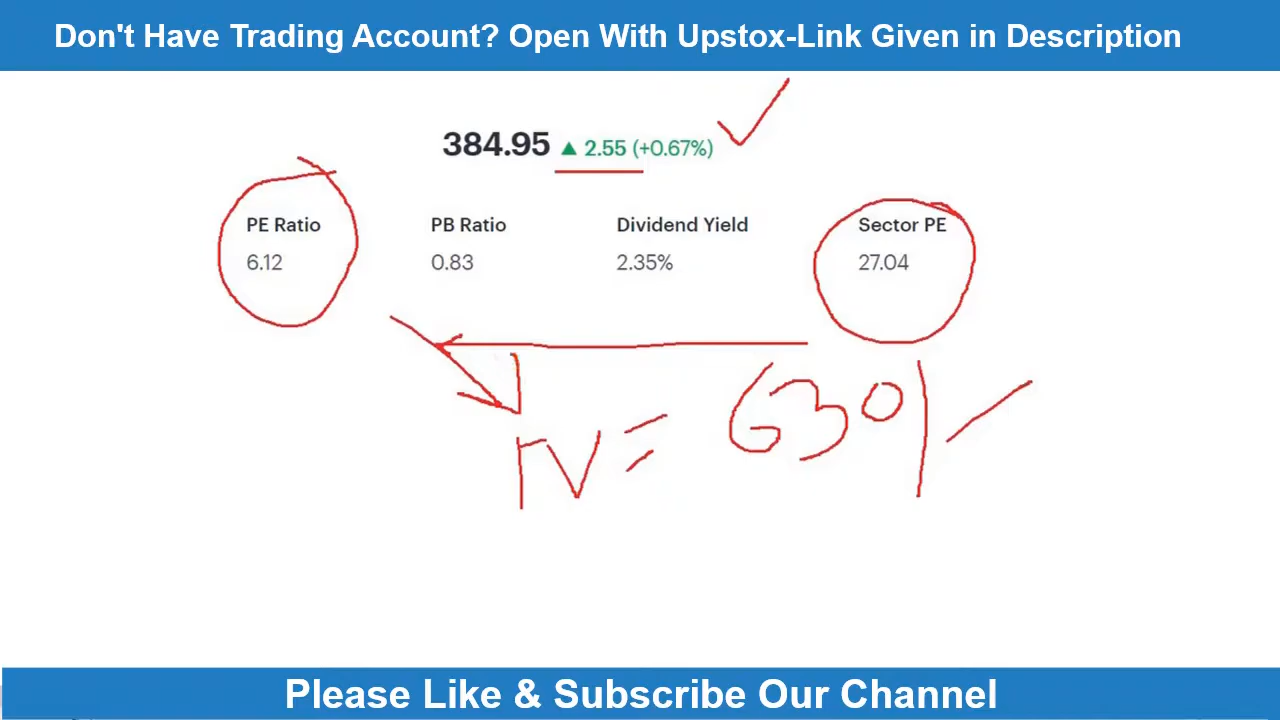 Don't Have Trading Account? Open With Upstox-Link Given in Description
384.95 ▲ 2.55 (+0.67%)
PE Ratio PB Ratio Dividend Yield Sector PE
6.12 0.83 2.35% 27.04
IV = 630/-
Please Like & Subscribe Our Channel